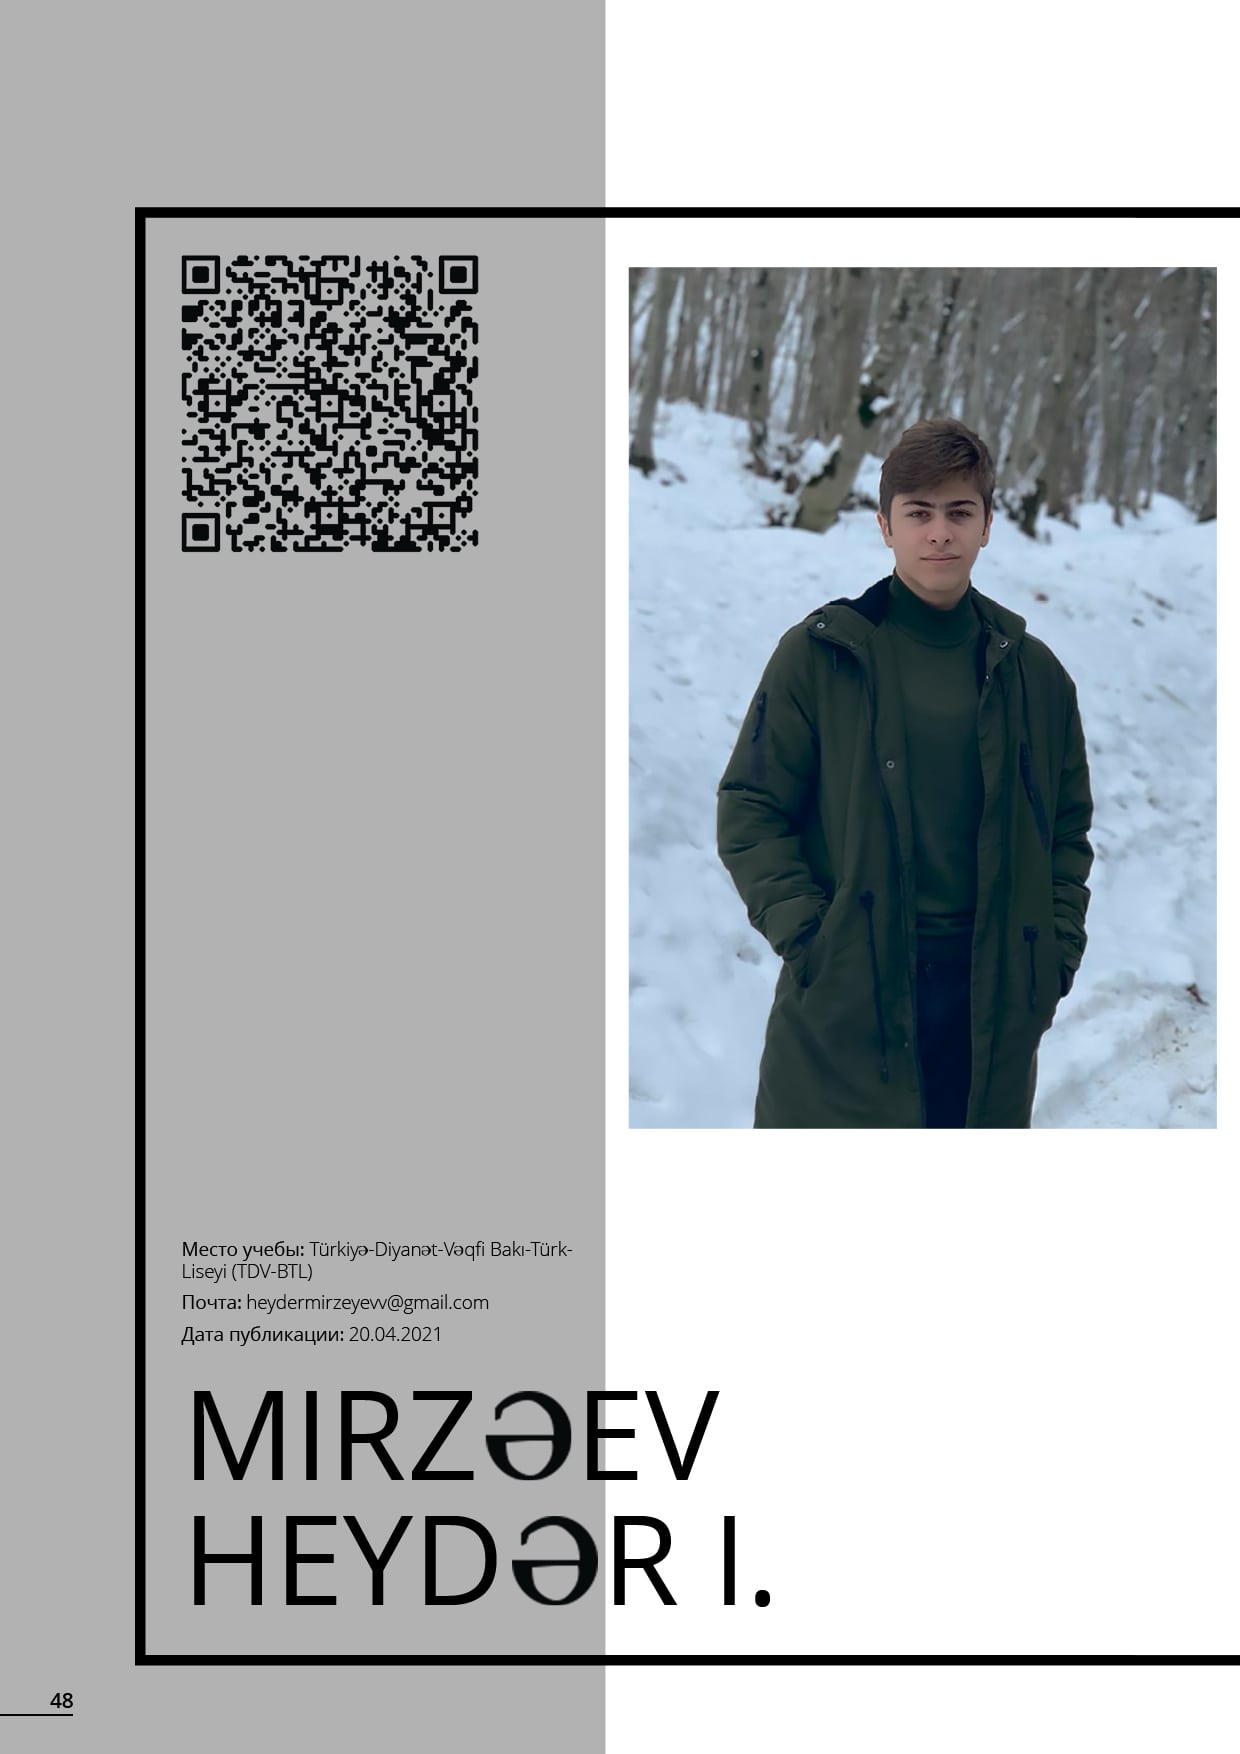 Место учебы: Türkiyə-Diyanət-Vəqfi Bakı-Türk-
Liseyi (TDV-BTL)
Почта: heydermirzeyevv@gmail.com
Дата публикации: 20.04.2021
MIRZƏEV
HEYDƏR I.
48